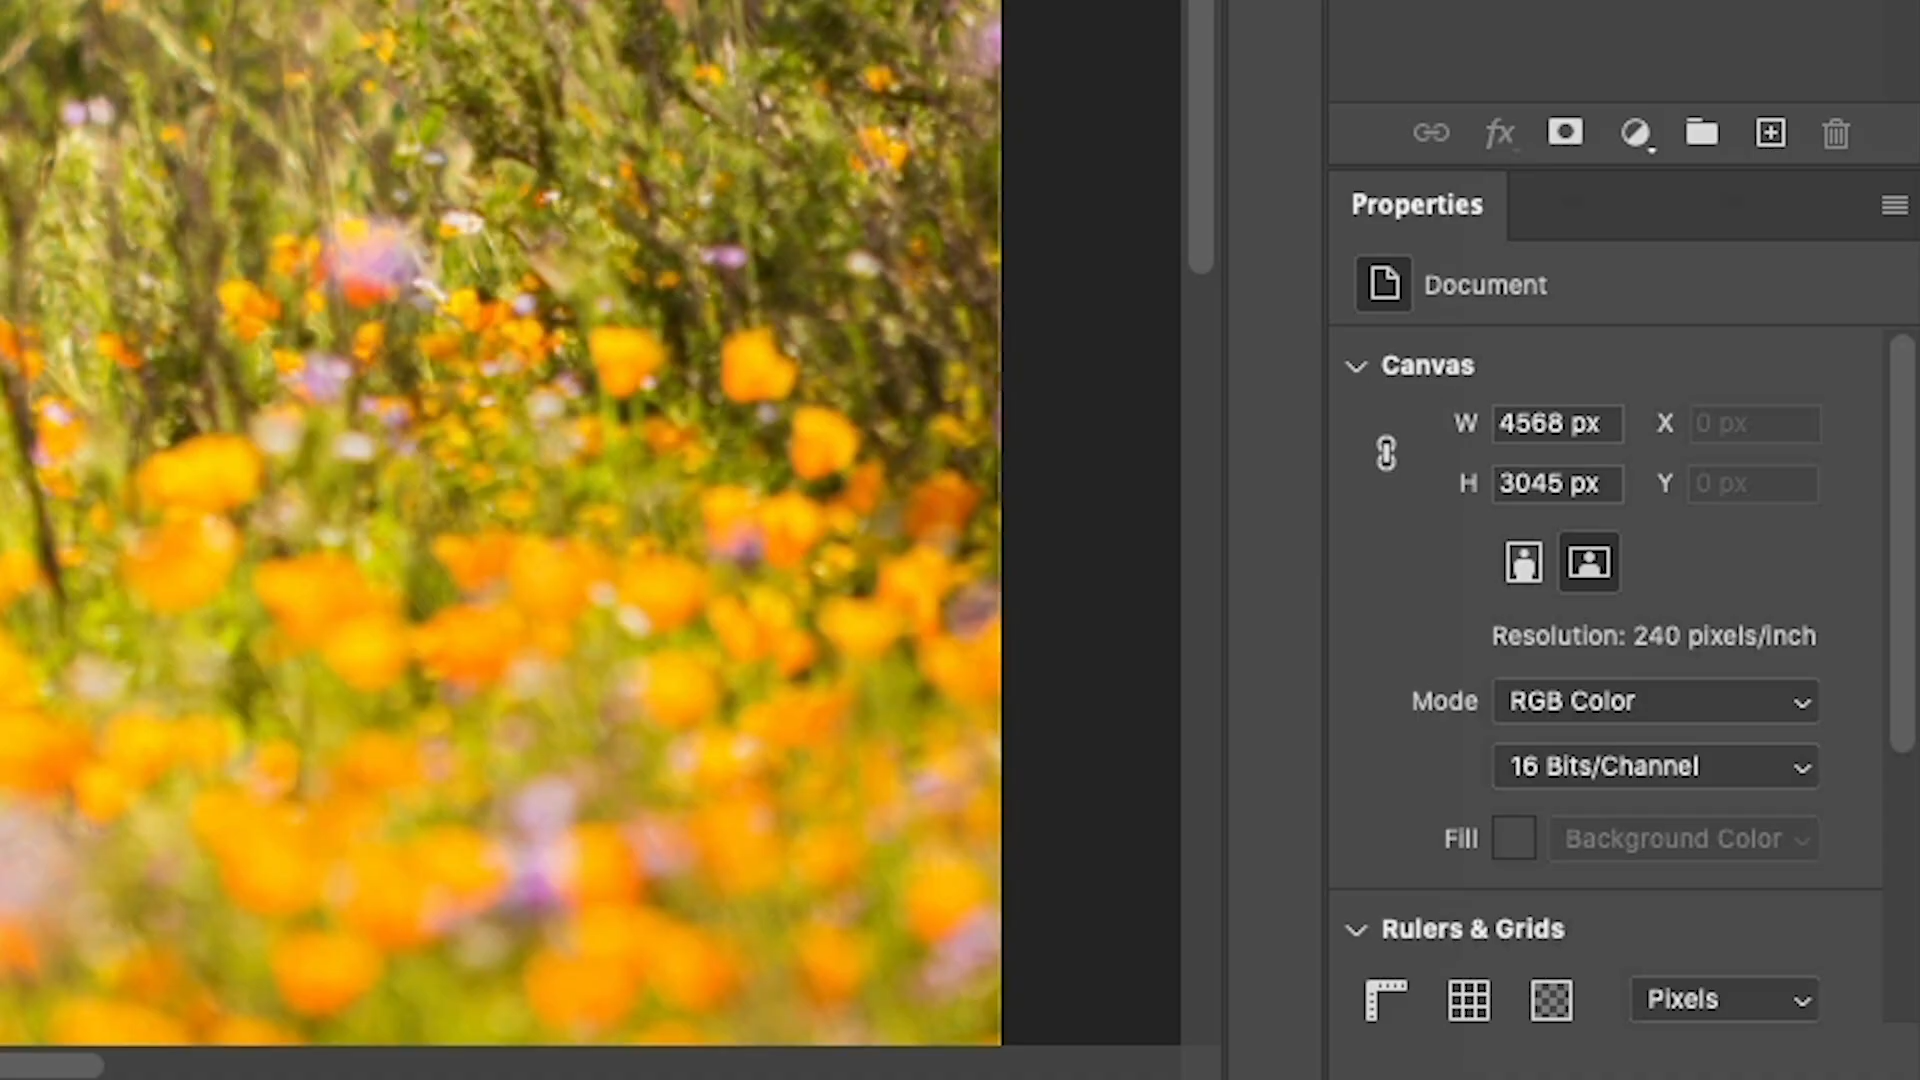 fx
Properties
Document
Canvas
W 4568 px X 0 px
H 3045 px Y 0 px
Resolution: 240 pixels/inch
Mode RGB Color
16 Bits/Channel
Fill Background Color
Rulers & Grids
Pixels